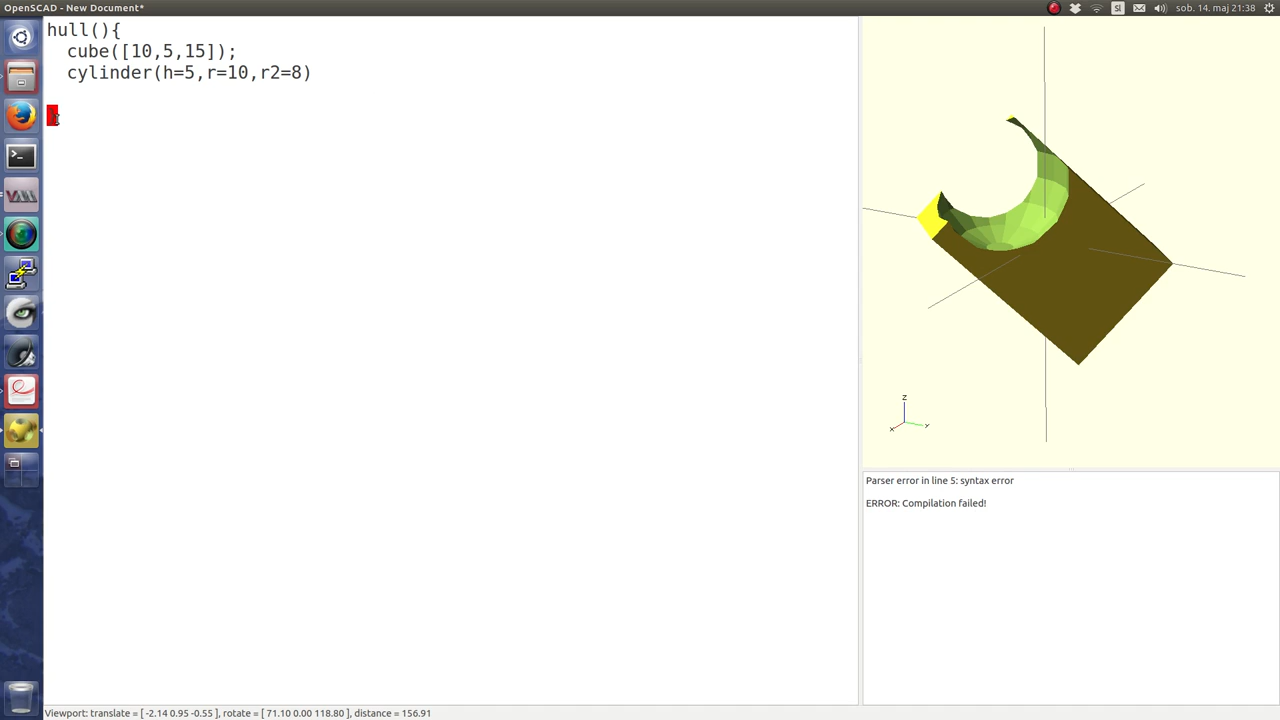 OpenSCAD - New Document*
Sl
sob. 14. maj 21:38
hull(){
cube([10,5,15]);
cylinder(h=5,r=10,r2=8)
}
Z
X
Y
Parser error in line 5: syntax error
ERROR: Compilation failed!
Viewport: translate = [ -2.14 0.95 -0.55 ], rotate = [ 71.10 0.00 118.80 ], distance = 156.91